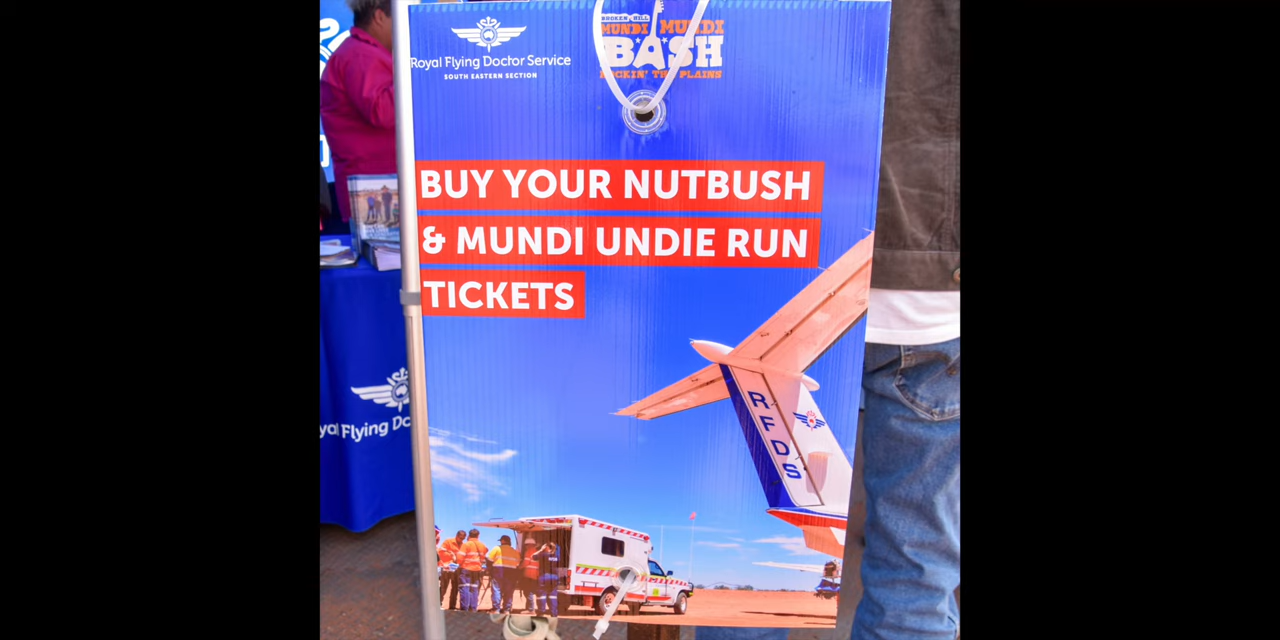 Royal Flying Doctor Service
SOUTH EASTERN SECTION
BROKEN HILL
MUNDI MUNDI
BASH
ROCKIN' THE PLAINS
BUY YOUR NUTBUSH
& MUNDI UNDIE RUN
TICKETS
RFDS
yal Flying Doc